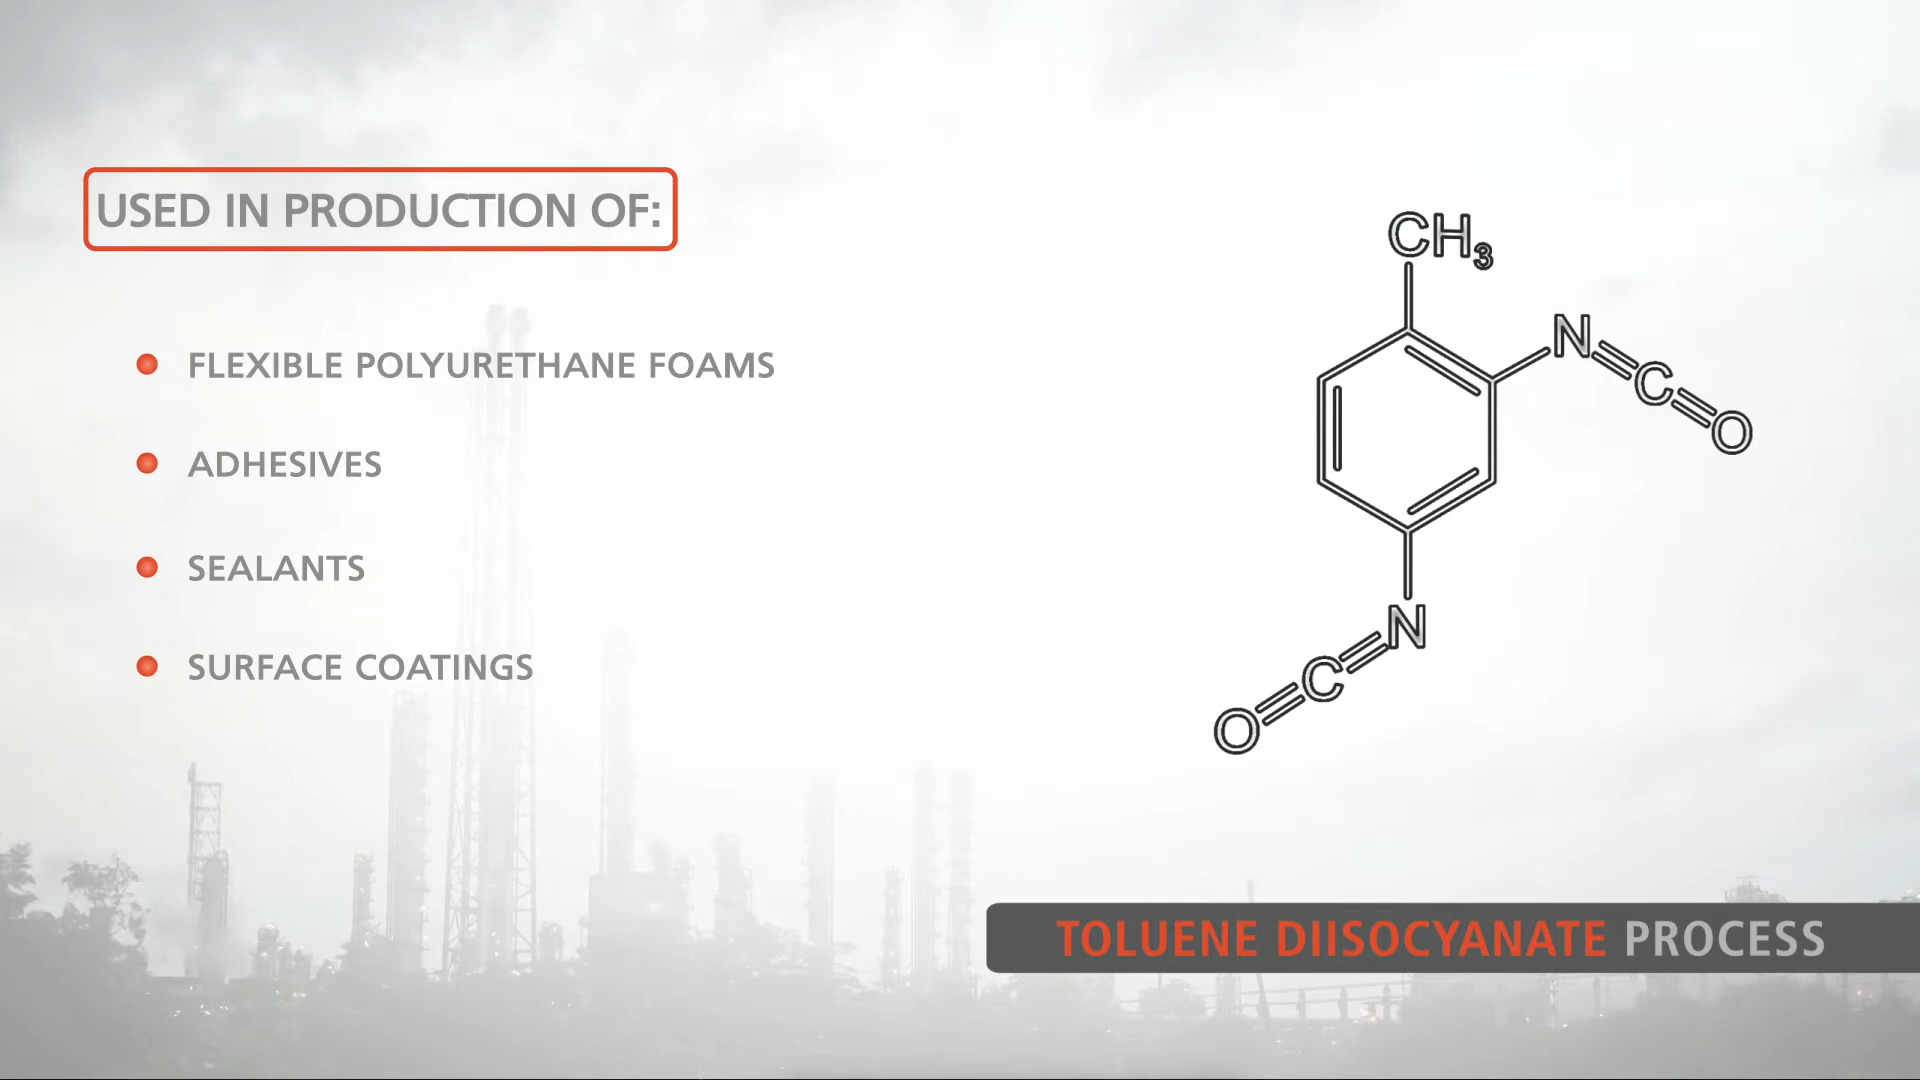 USED IN PRODUCTION OF:
FLEXIBLE POLYURETHANE FOAMS
ADHESIVES
SEALANTS
SURFACE COATINGS
CH3
N
C
O
N
C
O
TOLUENE DIISOCYANATE PROCESS